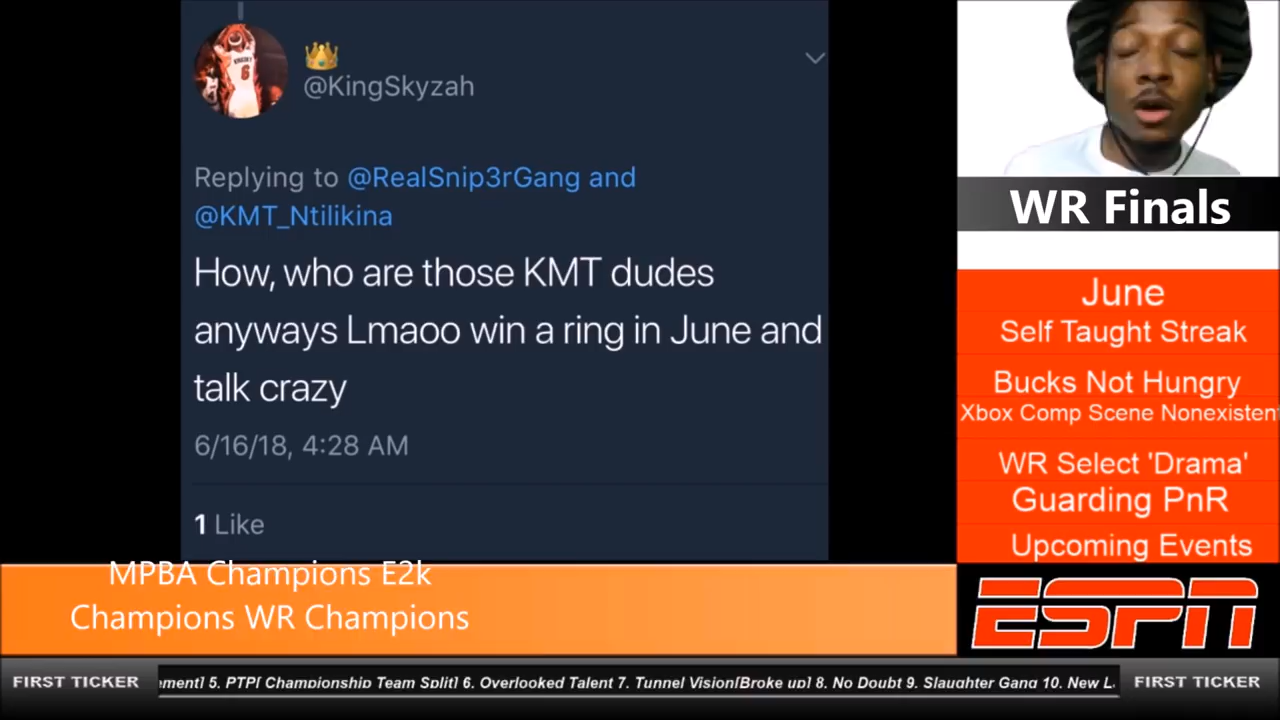 @KingSkyzah
Replying to @RealSnip3rGang and
@KMT_Ntilikina
How, who are those KMT dudes
anyways Lmaoo win a ring in June and
talk crazy
6/16/18, 4:28 AM
1 Like
WR Finals
June
Self Taught Streak
Bucks Not Hungry
Xbox Comp Scene Nonexisten
WR Select 'Drama'
Guarding PnR
Upcoming Events
MPBA Champions E2k
Champions WR Champions
ESPN
FIRST TICKER
ement] 5. PTP[ Championship Team Split] 6. Overlooked Talent 7. Tunnel Vision[Broke up] 8. No Doubt 9. Slaughter Gang 10. New L
FIRST TICKER